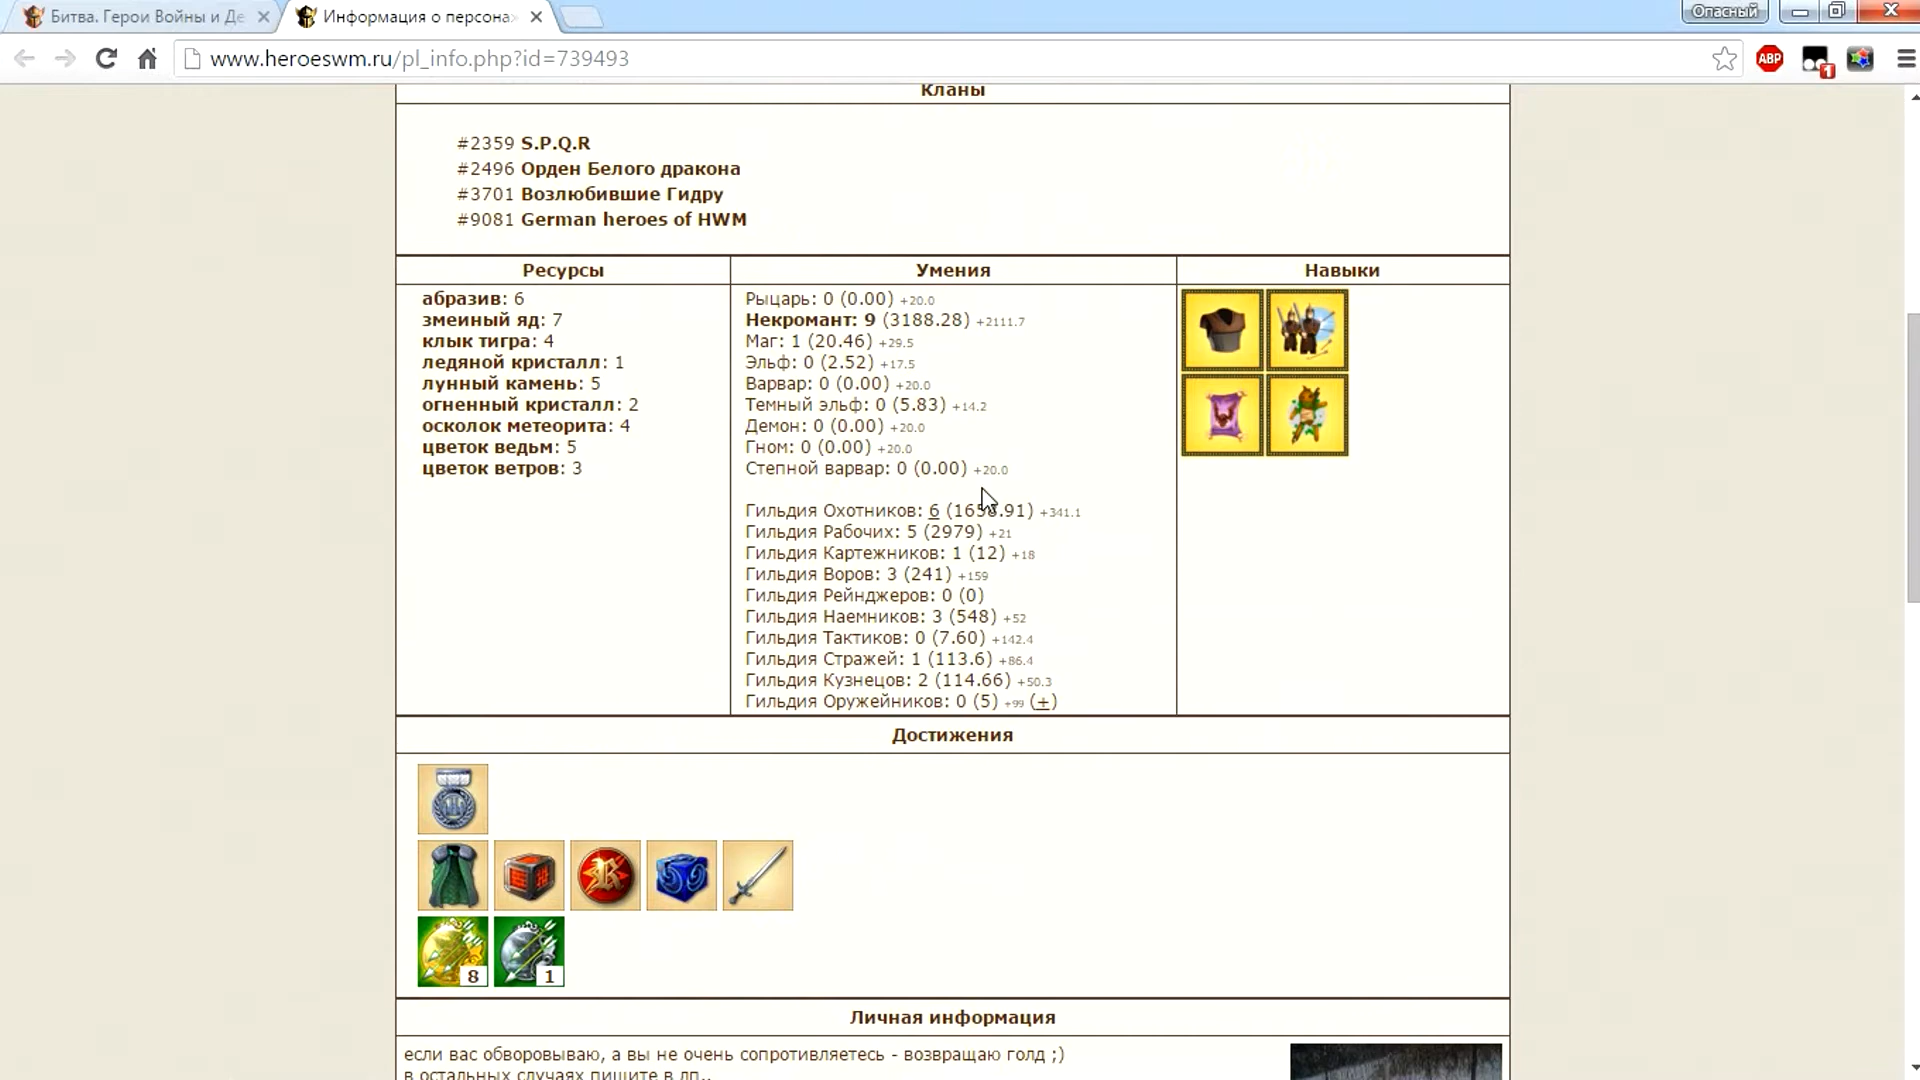 Битва. Герои Войны и Де
Информация о персона
Опасный
www.heroeswm.ru/pl_info.php?id=739493
ABP
1
Кланы
#2359 S.P.Q.R
#2496 Орден Белого дракона
#3701 Возлюбившие Гидру
#9081 German heroes of HWM
Ресурсы
абразив: 6
змеиный яд: 7
клык тигра: 4
ледяной кристалл: 1
лунный камень: 5
огненный кристалл: 2
осколок метеорита: 4
цветок ведьм: 5
цветок ветров: 3
Умения
Рыцарь: 0 (0.00) +20.0
Некромант: 9 (3188.28) +2111.7
Маг: 1 (20.46) +29.5
Эльф: 0 (2.52) +17.5
Варвар: 0 (0.00) +20.0
Темный эльф: 0 (5.83) +14.2
Демон: 0 (0.00) +20.0
Гном: 0 (0.00) +20.0
Степной варвар: 0 (0.00) +20.0
Гильдия Охотников: 6 (1658.91) +341.1
Гильдия Рабочих: 5 (2979) +21
Гильдия Картежников: 1 (12) +18
Гильдия Воров: 3 (241) +159
Гильдия Рейнджеров: 0 (0)
Гильдия Наемников: 3 (548) +52
Гильдия Тактиков: 0 (7.60) +142.4
Гильдия Стражей: 1 (113.6) +86.4
Гильдия Кузнецов: 2 (114.66) +50.3
Гильдия Оружейников: 0 (5) +99 (+)
Навыки
Достижения
8
1
Личная информация
если вас обворовываю, а вы не очень сопротивляетесь - возвращаю голд ;)
в остальных случаях пишите в лп..